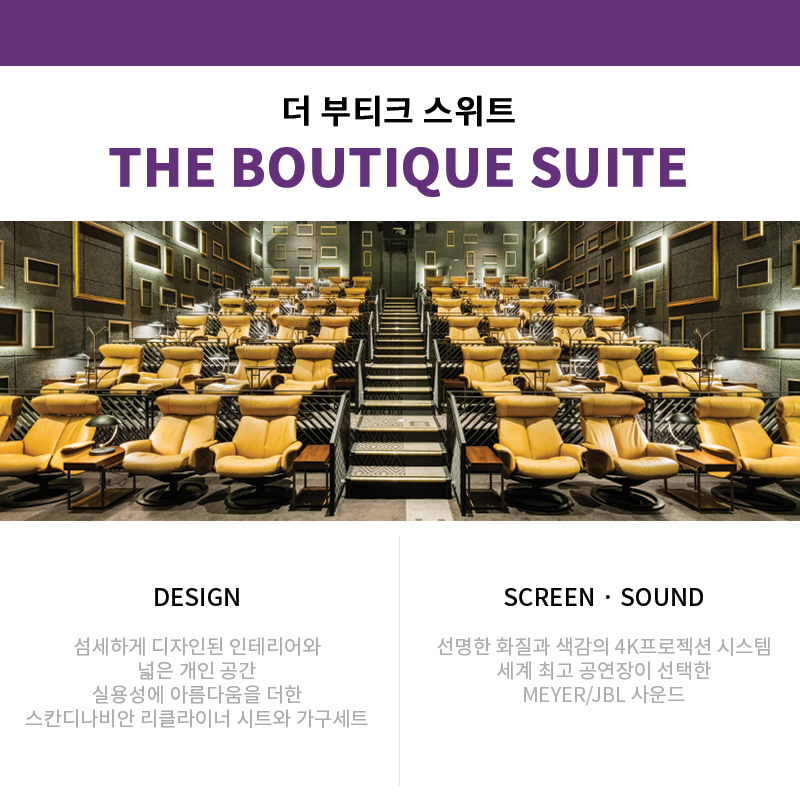 더 부티크 스위트
THE BOUTIQUE SUITE
DESIGN
섬세하게 디자인된 인테리어와
넓은 개인 공간
실용성에 아름다움을 더한
스칸디나비안 리클라이너 시트와 가구세트
SCREEN · SOUND
선명한 화질과 색감의 4K프로젝션 시스템
세계 최고 공연장이 선택한
MEYER/JBL 사운드